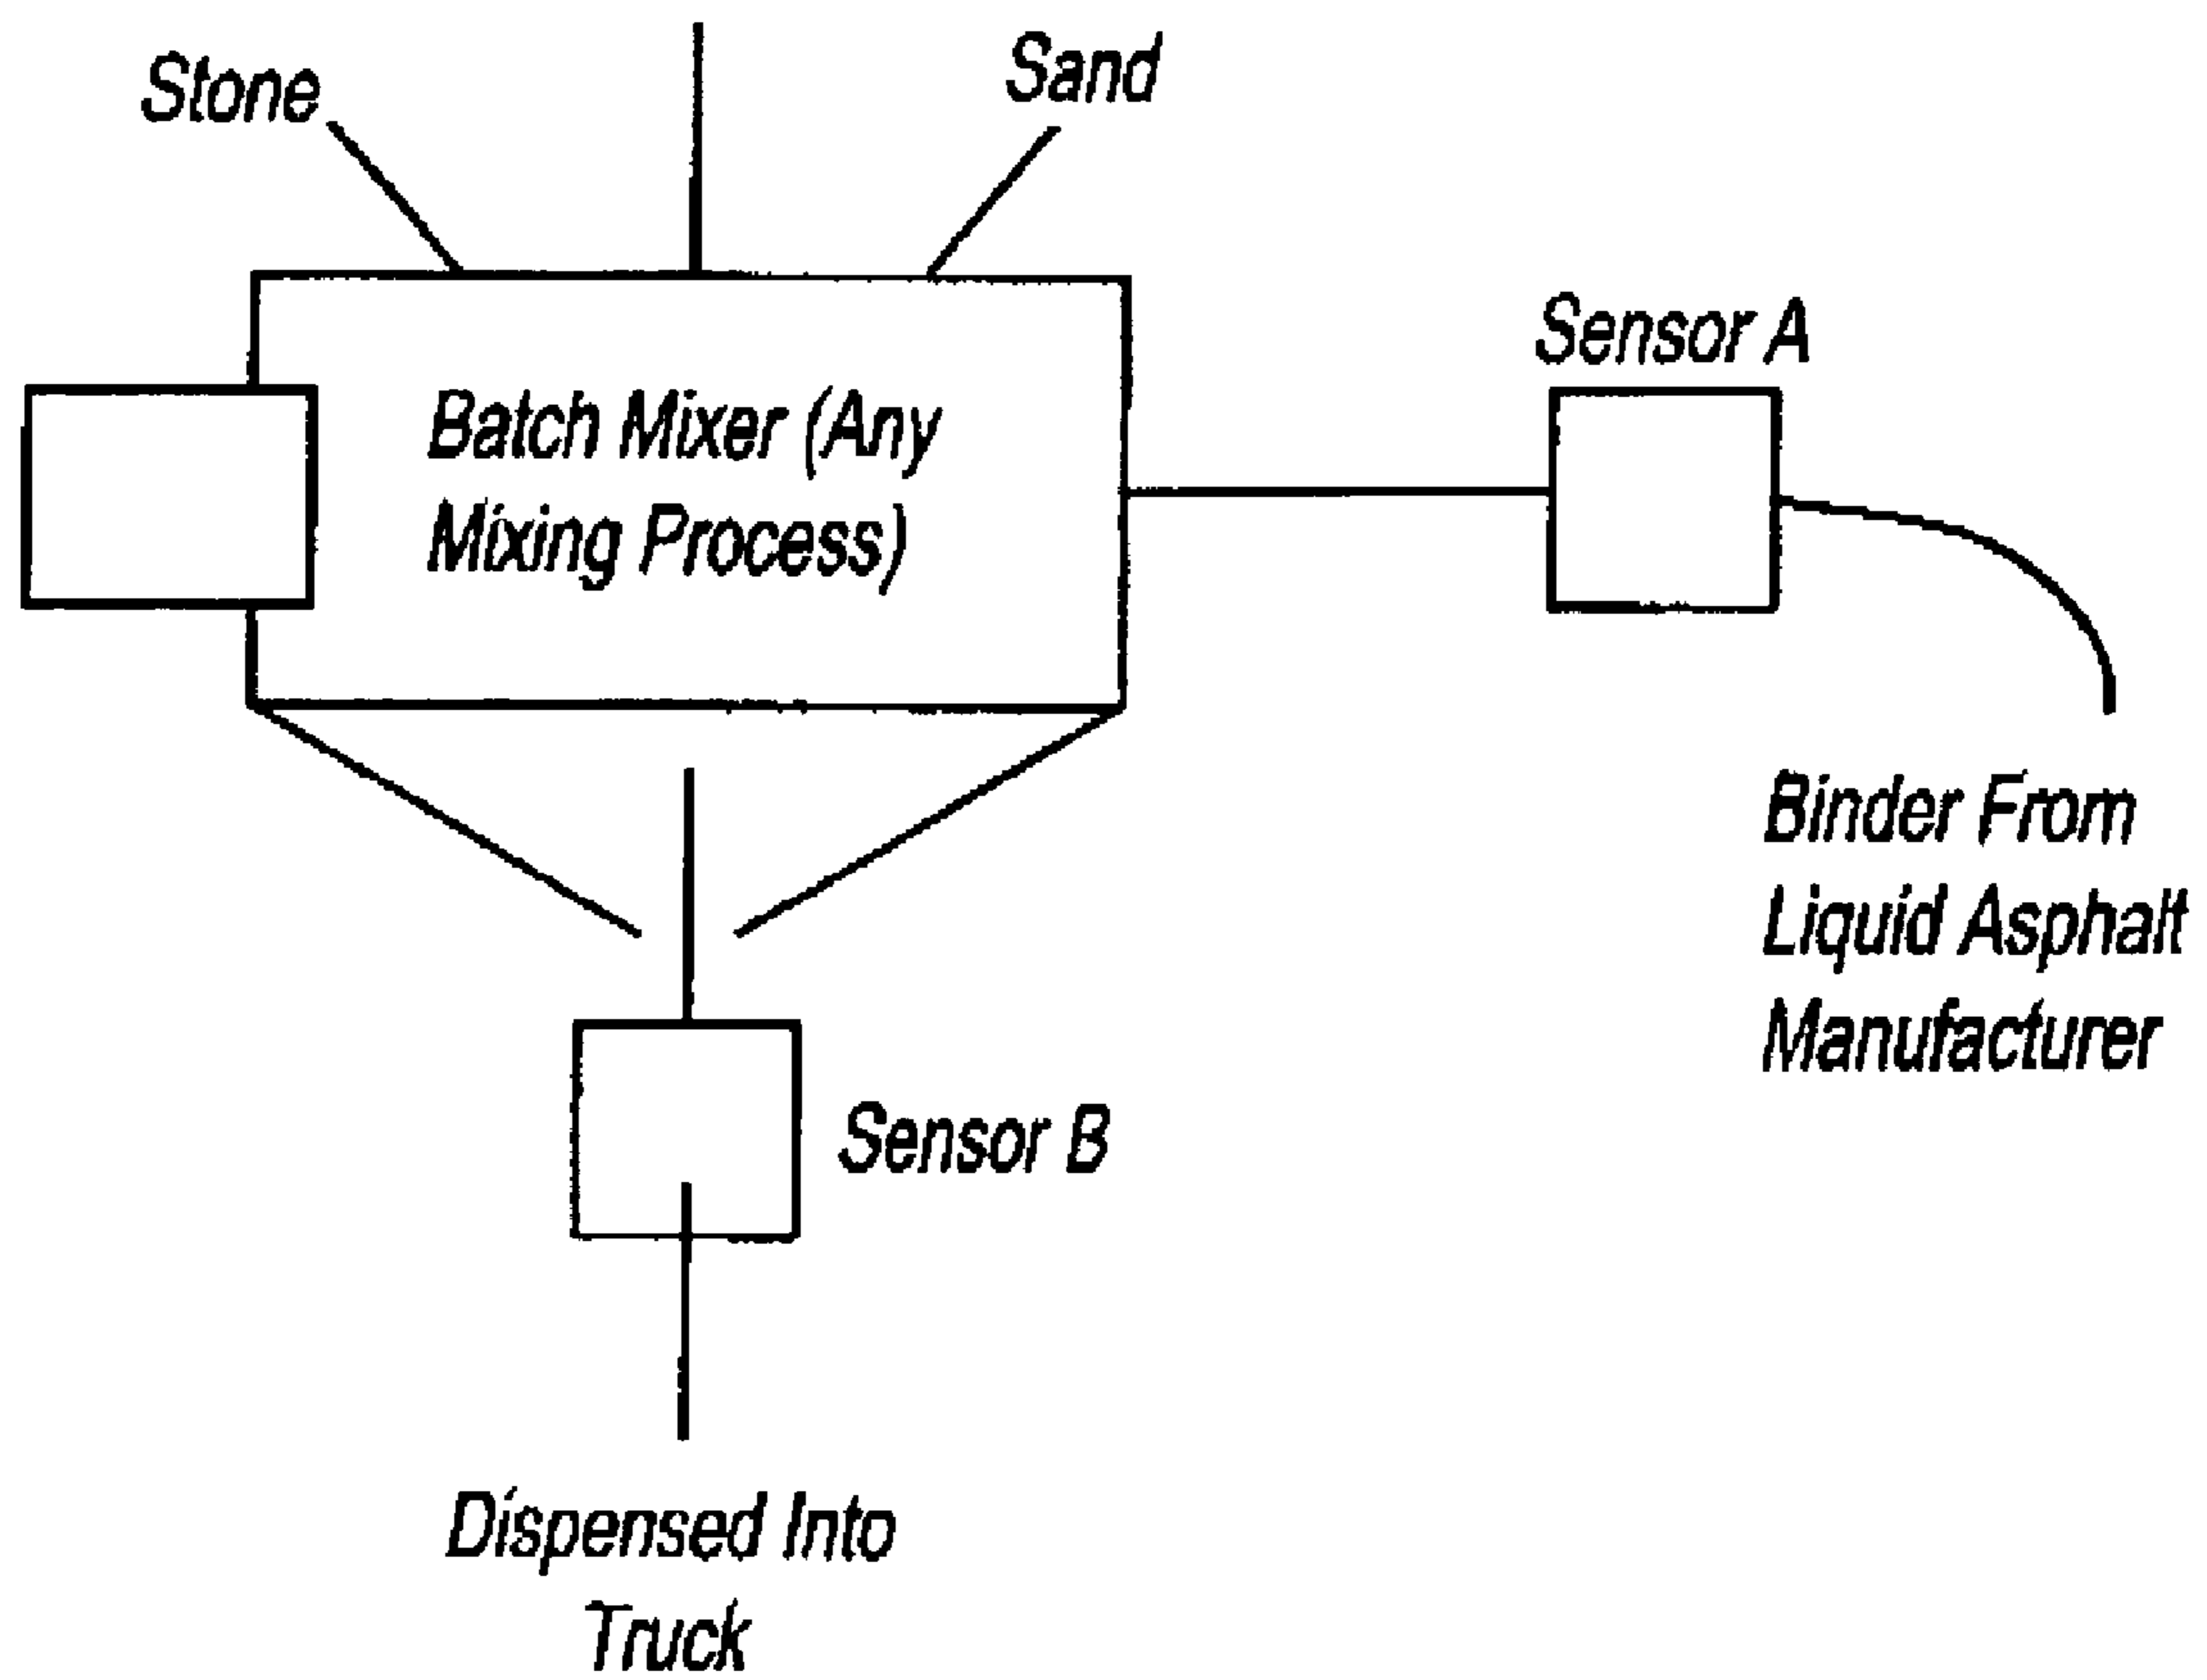 Stone
Sand
Sensor A
Batch Mixer (Any
Mixing Process)
Binder From
Liquid Asphalt
Manufacturer
Sensor B
Dispensed Into
Truck